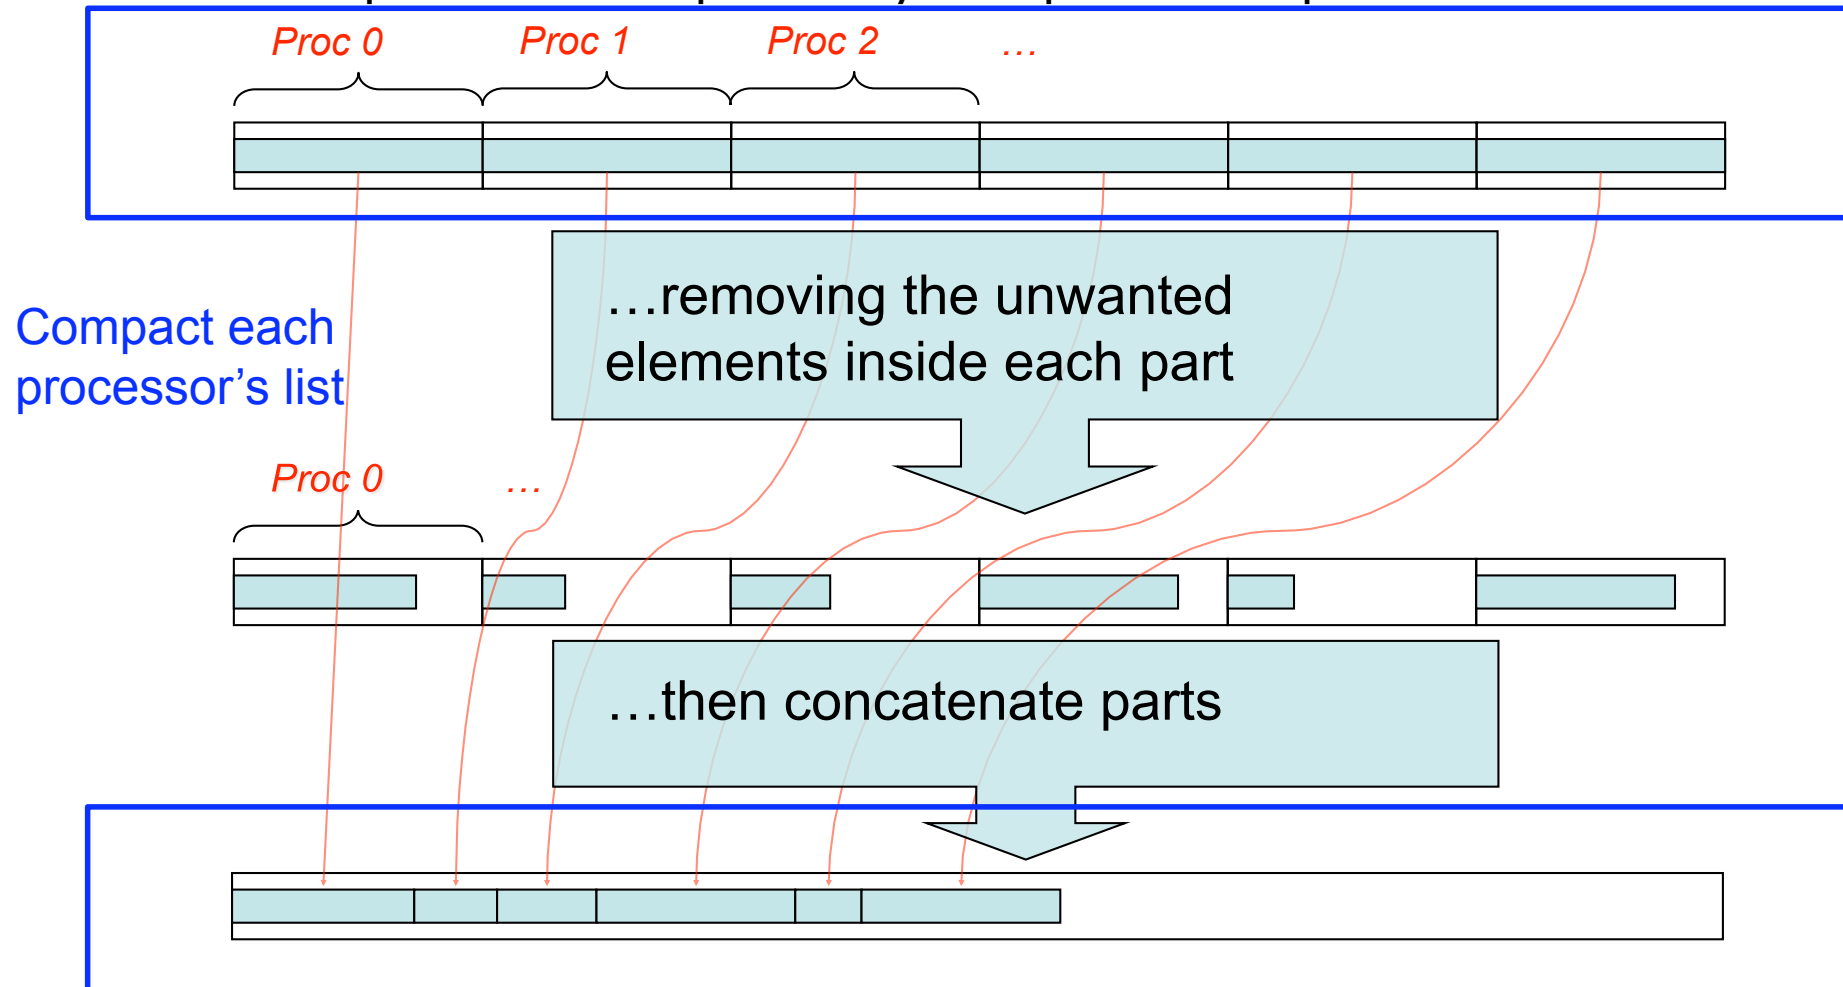 Proc 0 Proc 1 Proc 2 …
…removing the unwanted
elements inside each part
Compact each
processor’s list
Proc 0 …
…then concatenate parts